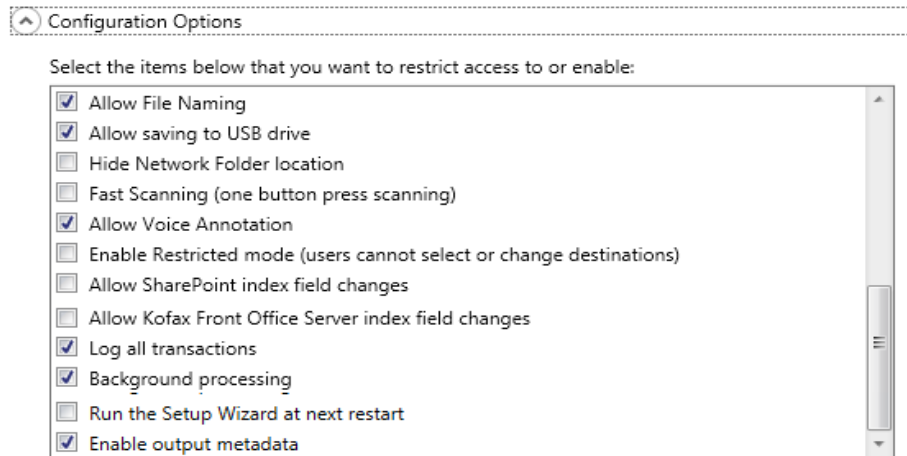 Configuration Options
Select the items below that you want to restrict access to or enable:
Allow File Naming
Allow saving to USB drive
Hide Network Folder location
Fast Scanning (one button press scanning)
Allow Voice Annotation
Enable Restricted mode (users cannot select or change destinations)
Allow SharePoint index field changes
Allow Kofax Front Office Server index field changes
Log all transactions
Background processing
Run the Setup Wizard at next restart
Enable output metadata